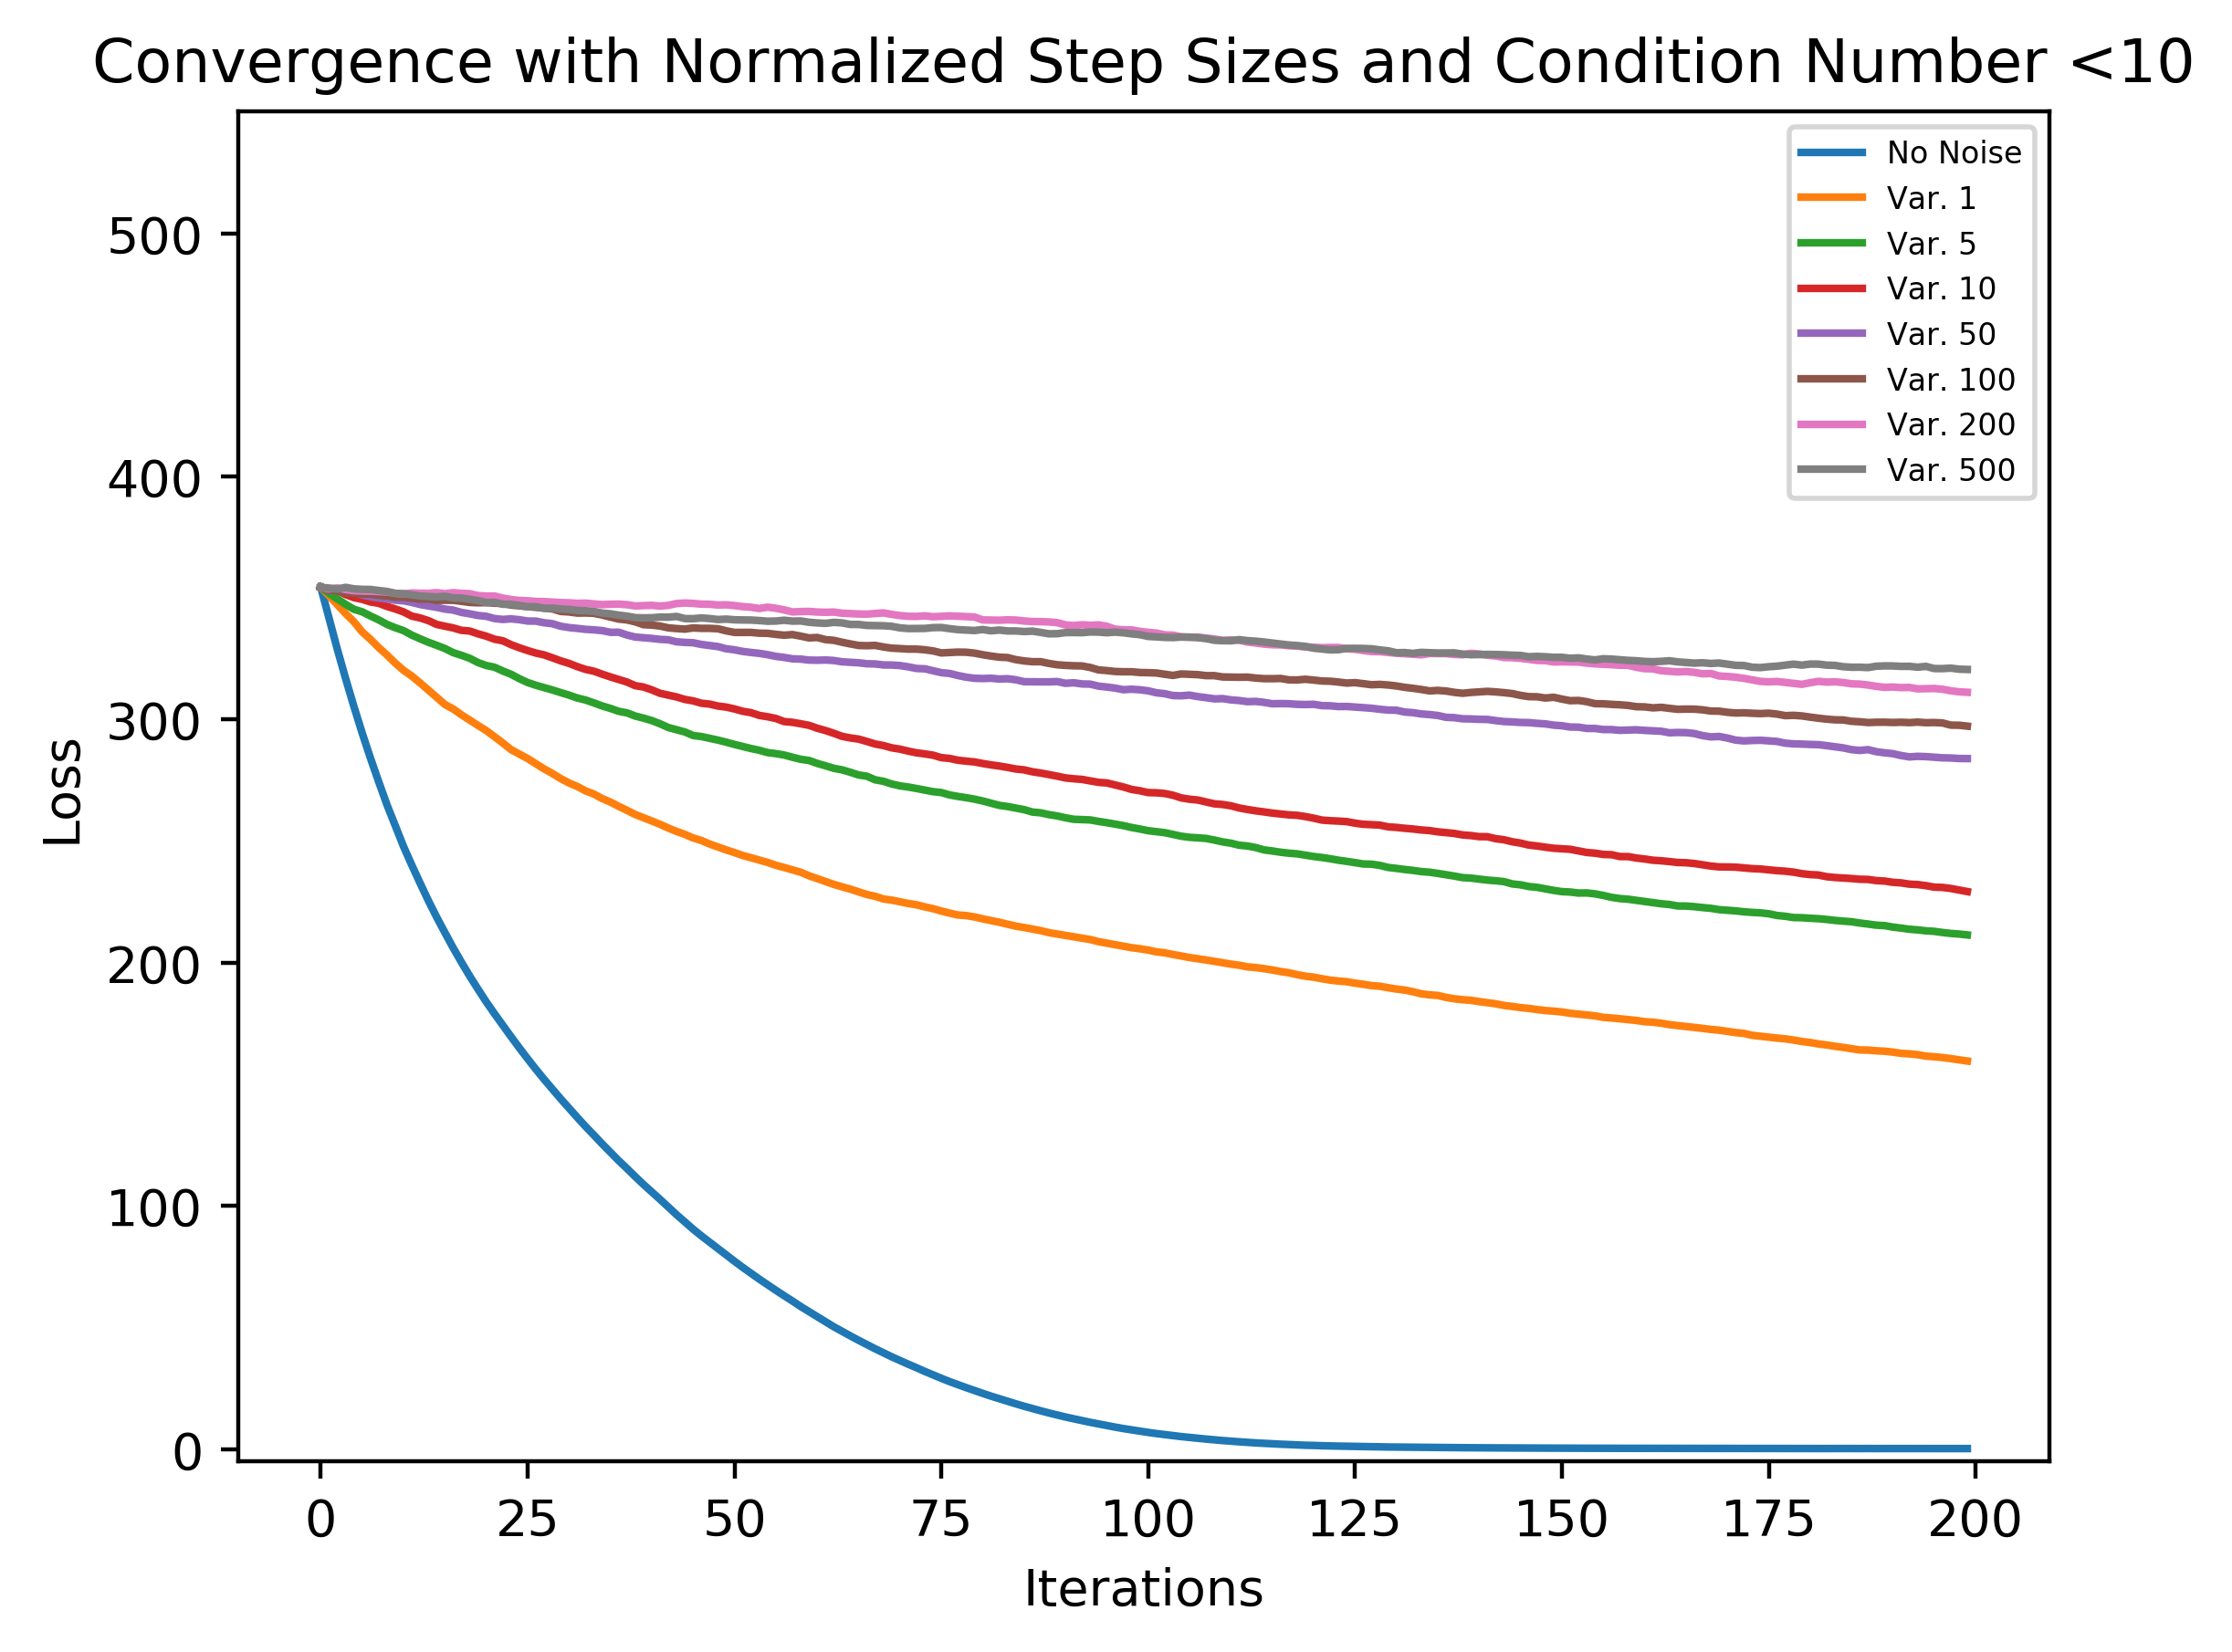 Convergence with Normalized Step Sizes and Condition Number <10
No Noise
Var. 1
Var. 5
Var. 10
Var. 50
Var. 100
Var. 200
Var. 500
500
400
300
200
100
0
Loss
0 25 50 75 100 125 150 175 200
Iterations